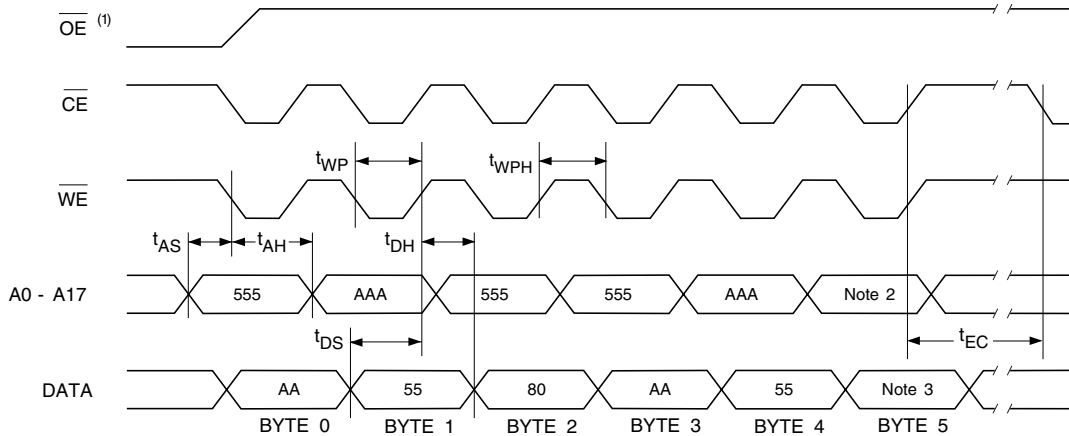 OE (1)
CE
tWP
tWPH
WE
tAS
tAH
tDH
A0 - A17
555
AAA
555
555
AAA
Note 2
tDS
tEC
DATA
AA
55
80
AA
55
Note 3
BYTE 0
BYTE 1
BYTE 2
BYTE 3
BYTE 4
BYTE 5